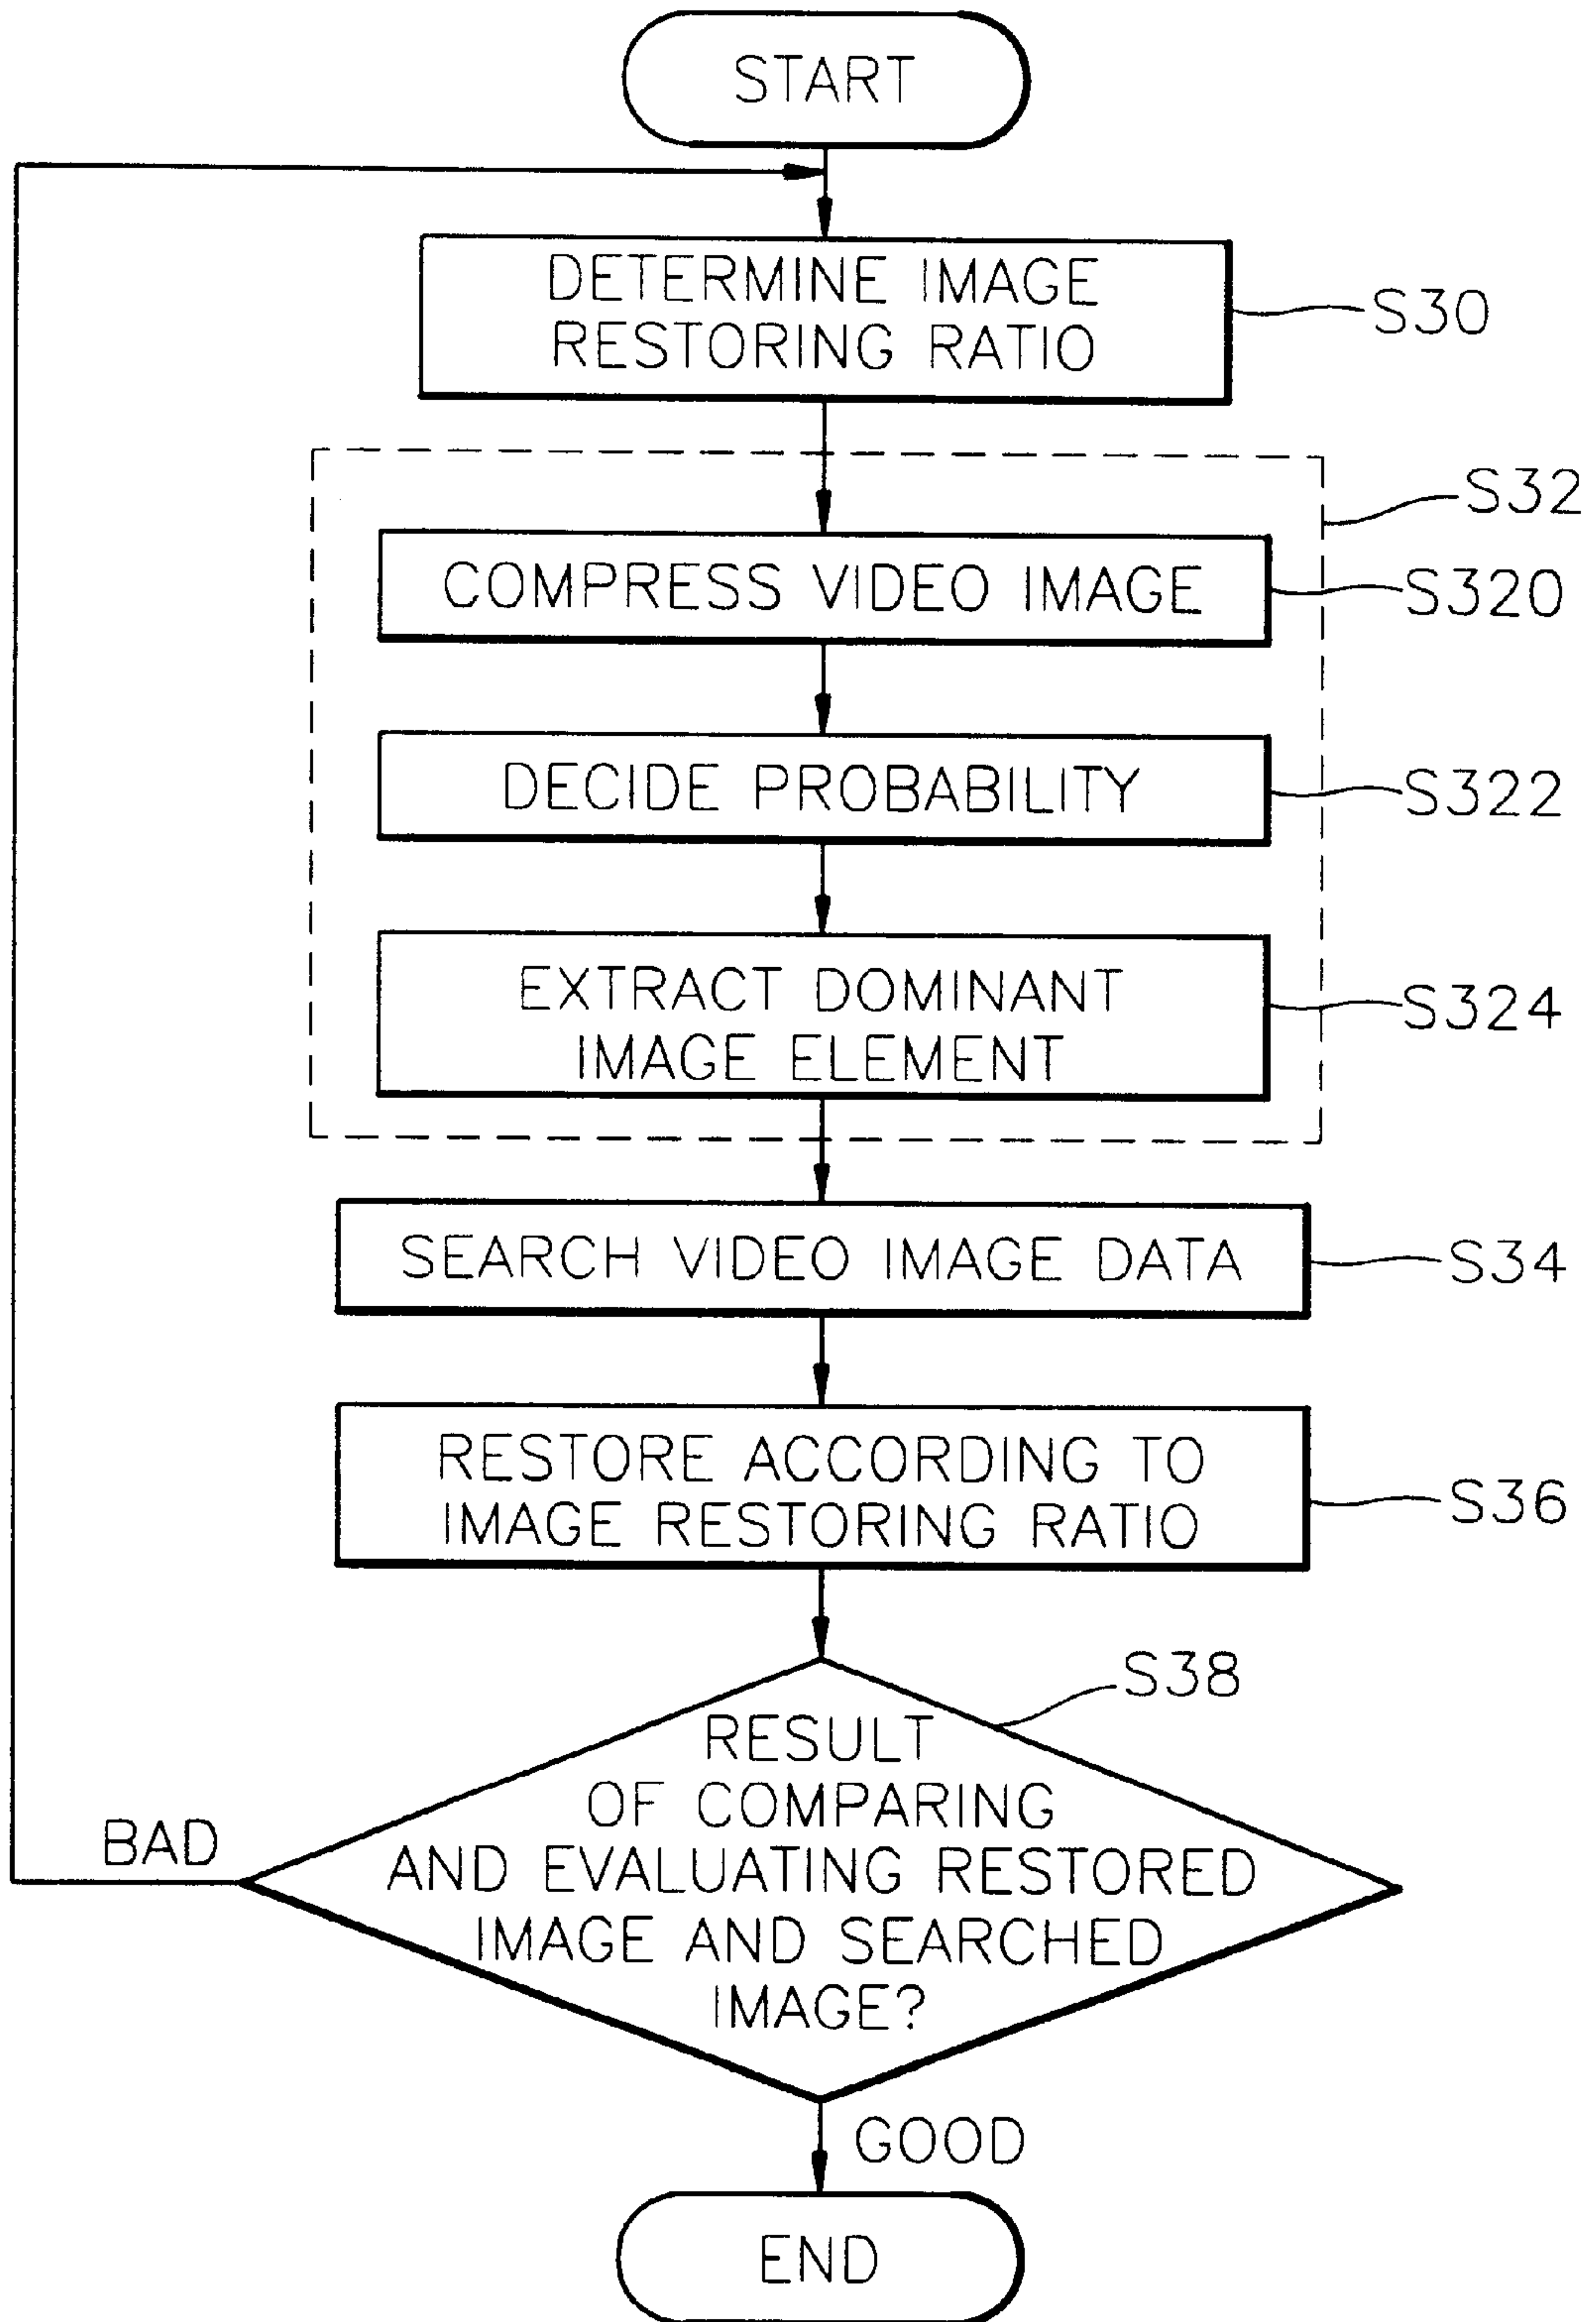 START
DETERMINE IMAGE
RESTORING RATIO
S30
S32
COMPRESS VIDEO IMAGE
S320
DECIDE PROBABILITY
S322
EXTRACT DOMINANT
IMAGE ELEMENT
S324
SEARCH VIDEO IMAGE DATA
S34
RESTORE ACCORDING TO
IMAGE RESTORING RATIO
S36
S38
RESULT
OF COMPARING
AND EVALUATING RESTORED
IMAGE AND SEARCHED
IMAGE?
BAD
GOOD
END